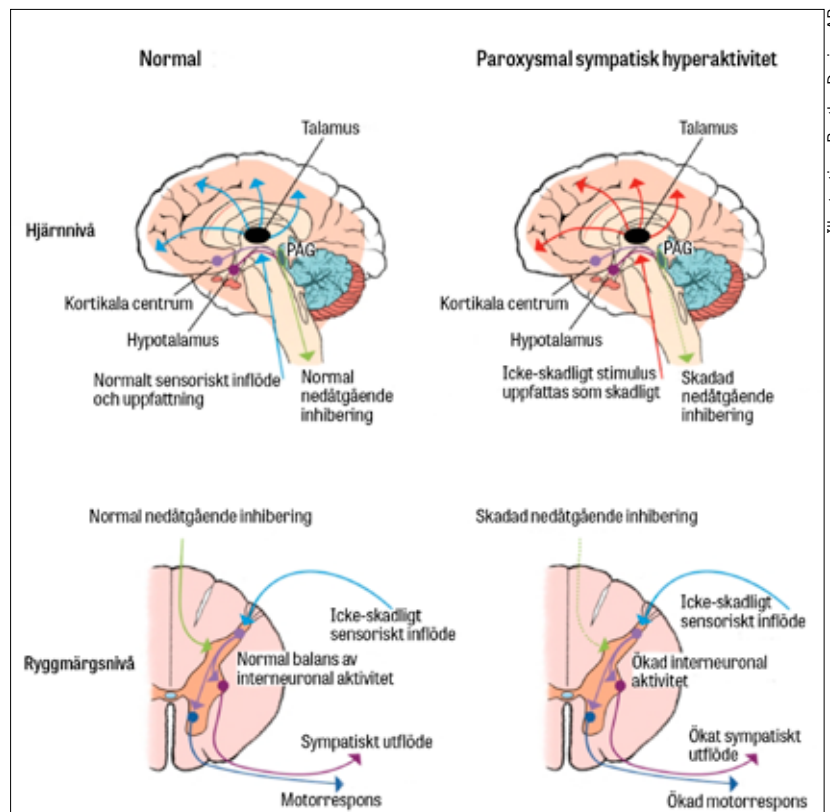 Normal
Paroxysmal sympatisk hyperaktivitet
Talamus
Talamus
Hjärnnivå
PAG
PAG
Kortikala centrum
Kortikala centrum
Hypotalamus
Hypotalamus
Normalt sensoriskt inflöde
och uppfattning
Normal
nedåtgående
inhibering
Icke-skadligt stimulus
uppfattas som skadligt
Skadad
nedåtgående
inhibering
Normal nedåtgående inhibering
Skadad nedåtgående inhibering
Icke-skadligt
sensoriskt inflöde
Icke-skadligt
sensoriskt inflöde
Ryggmärgsnivå
Normal balans av
interneuronal aktivitet
Ökad interneuronal
aktivitet
Sympatiskt utflöde
Ökat sympatiskt
utflöde
Motorrespons
Ökad motorrespons